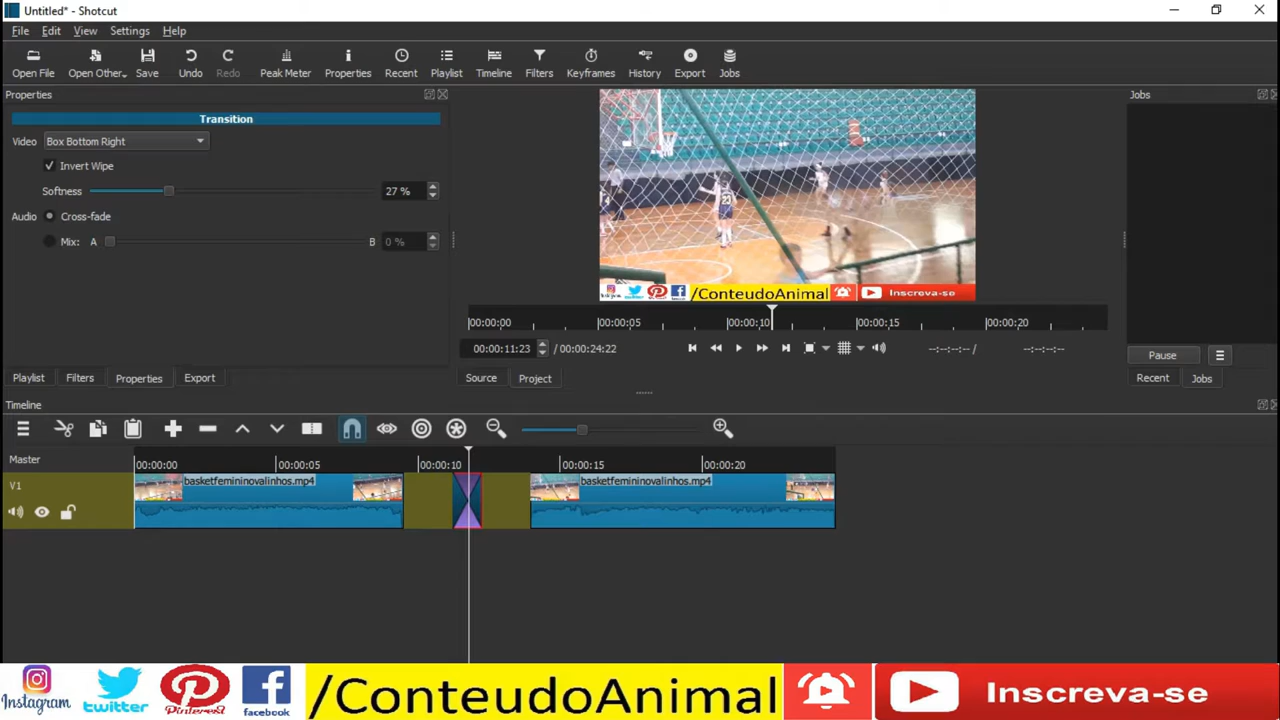 Untitled* - Shotcut
File Edit View Settings Help
Open File Open Other... Save Undo Redo Peak Meter Properties Recent Playlist Timeline Filters Keyframes History Export Jobs
Properties
Transition
Video Box Bottom Right
Invert Wipe
Softness 27 %
Audio Cross-fade
Mix: A B 0 %
23
/ConteudoAnimal Inscreva-se
00:00:00 00:00:05 00:00:10 00:00:15 00:00:20
00:00:11:23 / 00:00:24:22 --:--:--:-- / --:--:--:--
Source Project
Jobs
Pause
Recent Jobs
Playlist Filters Properties Export
Timeline
Master 00:00:00 00:00:05 00:00:10 00:00:15 00:00:20
V1 basketfemininovalinhos.mp4 basketfemininovalinhos.mp4
Instagram twitter Pinterest facebook /ConteudoAnimal Inscreva-se